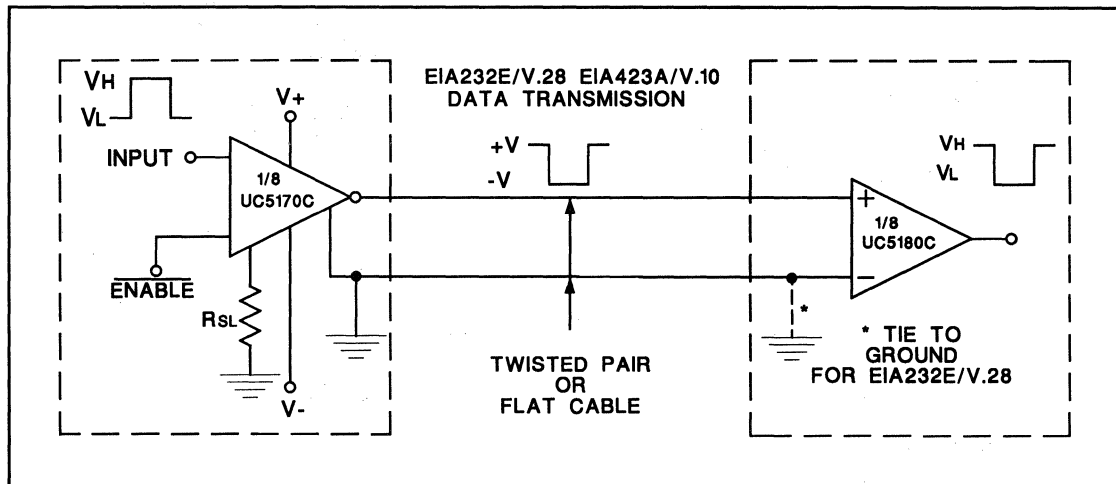 EIA232E/V.28 EIA423A/V.10
DATA TRANSMISSION
VH
VL
V+
INPUT
1/8
UC5170C
ENABLE
RSL
V-
+V
-V
TWISTED PAIR
OR
FLAT CABLE
VH
VL
+
1/8
UC5180C
−
*
* TIE TO
GROUND
FOR EIA232E/V.28